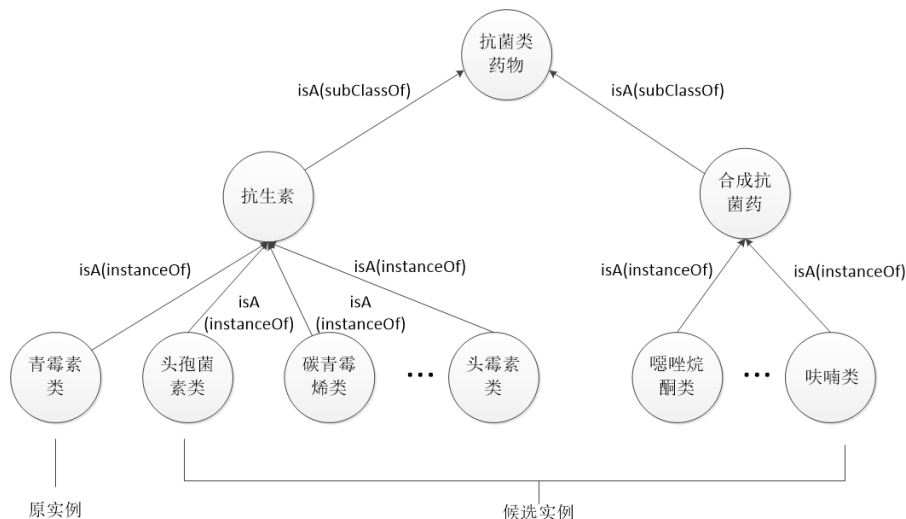 抗菌类
药物
isA(subClassOf)
isA(subClassOf)
抗生素
合成抗
菌药
isA(instanceOf)
isA(instanceOf)
isA(instanceOf)
isA(instanceOf)
isA
(instanceOf)
isA
(instanceOf)
青霉素
类
头孢菌
素类
碳青霉
烯类
•••
头霉素
类
噁唑烷
酮类
•••
呋喃类
原实例
候选实例